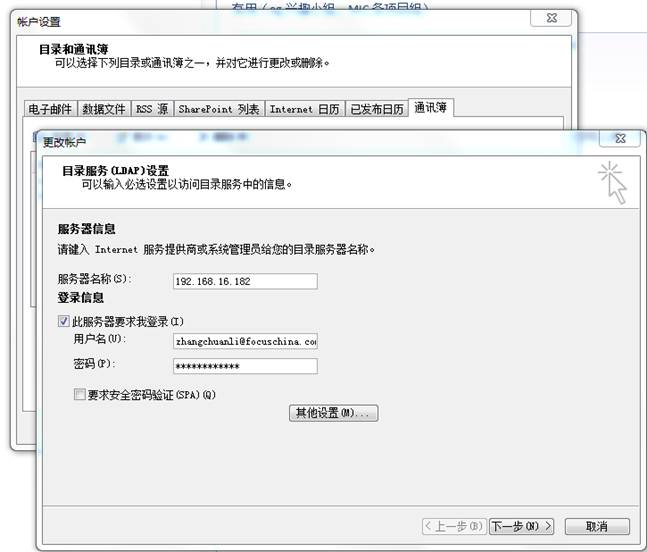 有用（eg 兴趣小组、MIC 各项目组）
帐户设置
目录和通讯簿
可以选择下列目录或通讯簿之一，并对它进行更改或删除。
电子邮件 数据文件 RSS 源 SharePoint 列表 Internet 日历 已发布日历 通讯簿
更改帐户
目录服务(LDAP)设置
可以输入必选设置以访问目录服务中的信息。
服务器信息
请键入 Internet 服务提供商或系统管理员给您的目录服务器名称。
服务器名称(S): 192.168.16.182
登录信息
此服务器要求我登录(I)
用户名(U): zhangchuanli@focuschina.co
密码(P): ************
要求安全密码验证(SPA)(Q)
其他设置(M)...
< 上一步(B) 下一步(N) > 取消